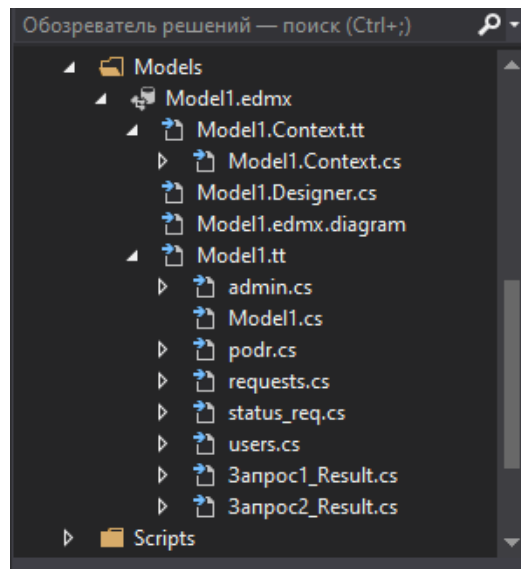 Обозреватель решений — поиск (Ctrl+;)
Models
Model1.edmx
Model1.Context.tt
Model1.Context.cs
Model1.Designer.cs
Model1.edmx.diagram
Model1.tt
admin.cs
Model1.cs
podr.cs
requests.cs
status_req.cs
users.cs
Запрос1_Result.cs
Запрос2_Result.cs
Scripts